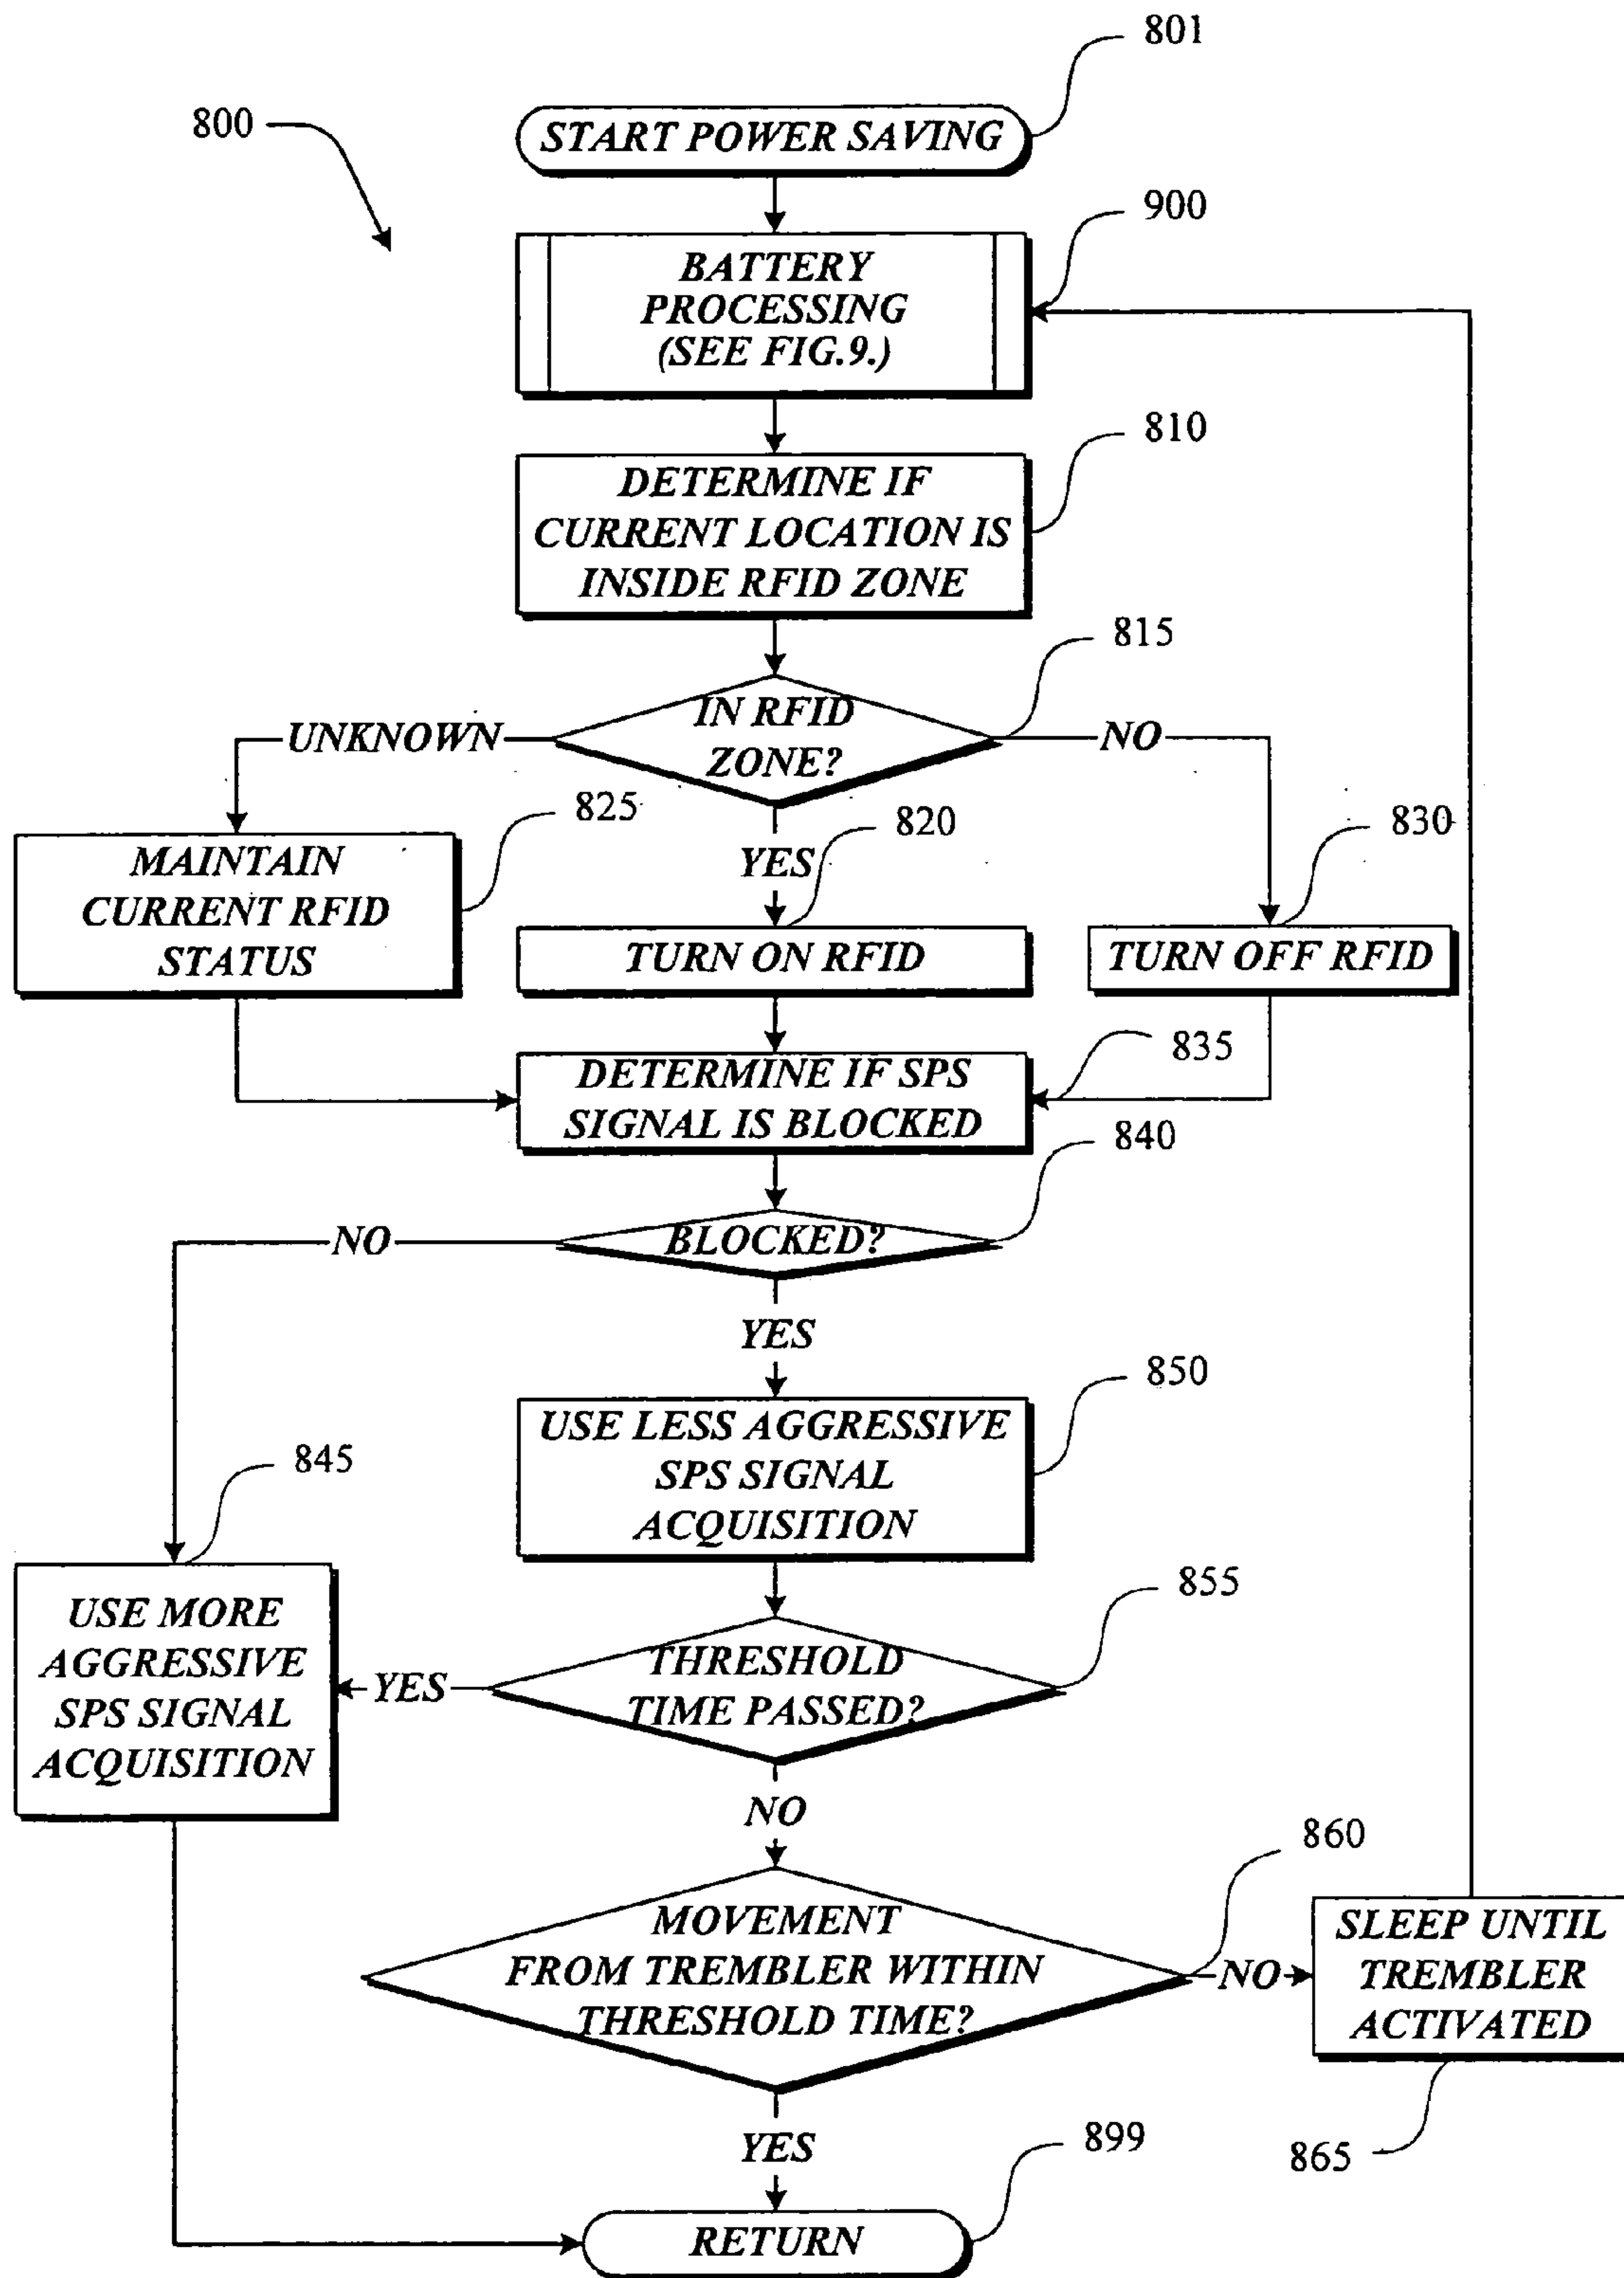 801
800
START POWER SAVING
900
BATTERY
PROCESSING
(SEE FIG.9.)
810
DETERMINE IF
CURRENT LOCATION IS
INSIDE RFID ZONE
815
IN RFID
ZONE?
UNKNOWN
NO
825
820
830
YES
MAINTAIN
CURRENT RFID
STATUS
TURN ON RFID
TURN OFF RFID
835
DETERMINE IF SPS
SIGNAL IS BLOCKED
840
NO
BLOCKED?
YES
850
USE LESS AGGRESSIVE
SPS SIGNAL
ACQUISITION
845
855
USE MORE
AGGRESSIVE
SPS SIGNAL
ACQUISITION
YES
THRESHOLD
TIME PASSED?
NO
860
MOVEMENT
FROM TREMBLER WITHIN
THRESHOLD TIME?
NO
SLEEP UNTIL
TREMBLER
ACTIVATED
865
YES
899
RETURN